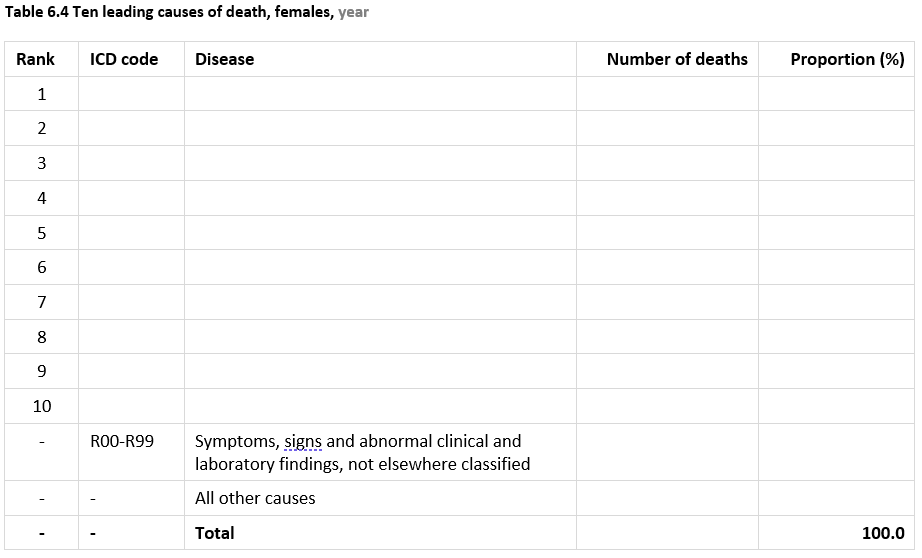 Table 6.4 Ten leading causes of death, females, year
Rank ICD code Disease Number of deaths Proportion (%)
1
2
3
4
5
6
7
8
9
10
- R00-R99 Symptoms, signs and abnormal clinical and
laboratory findings, not elsewhere classified
- - All other causes
- - Total 100.0